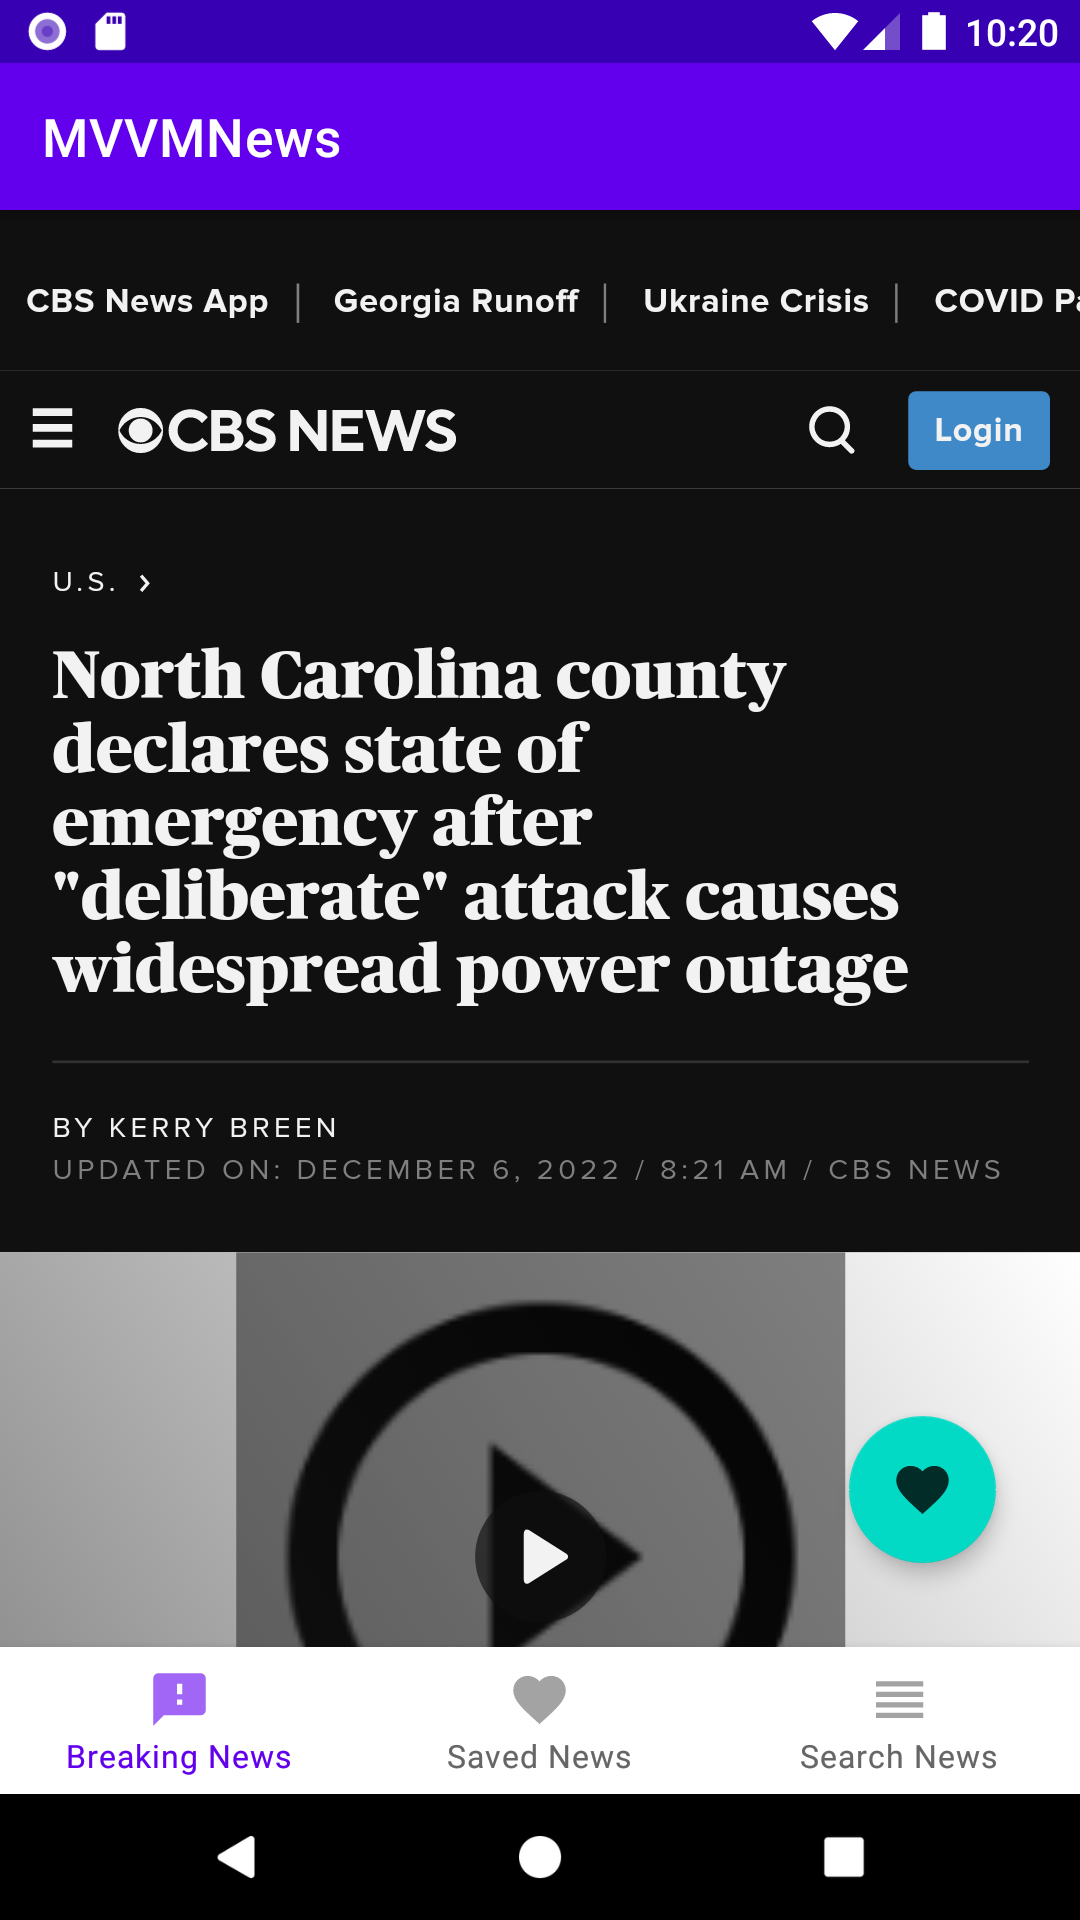 10:20
MVVMNews
CBS News App | Georgia Runoff | Ukraine Crisis | COVID
CBS NEWS
Login
U.S.
North Carolina county
declares state of
emergency after
"deliberate" attack causes
widespread power outage
BY KERRY BREEN
UPDATED ON: DECEMBER 6, 2022 / 8:21 AM / CBS NEWS
Breaking News
Saved News
Search News